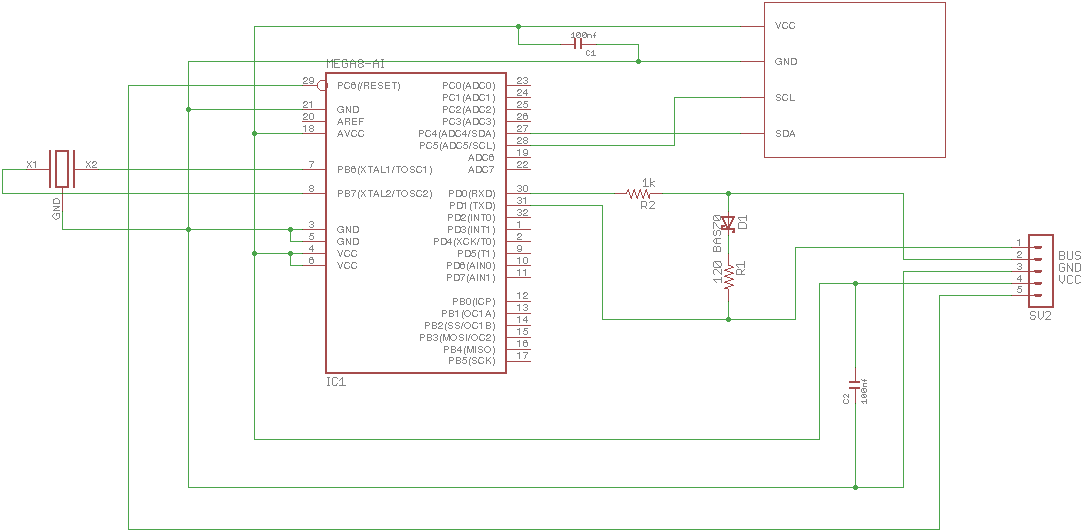 VCC
100nf
C1
GND
MEGA8-AI
29 PC6(/RESET) PC0(ADC0) 23
PC1(ADC1) 24
SCL
21 GND PC2(ADC2) 25
20 AREF PC3(ADC3) 26
18 AVCC PC4(ADC4/SDA) 27
SDA
PC5(ADC5/SCL) 28
ADC6 19
X1 X2
7 PB6(XTAL1/TOSC1) ADC7 22
1k
8 PB7(XTAL2/TOSC2) PD0(RXD) 30
R2
GND
PD1(TXD) 31
PD2(INT0) 32
BAS70 D1
3 GND PD3(INT1) 1
5 GND PD4(XCK/T0) 2
4 VCC PD5(T1) 9
6 VCC PD6(AIN0) 10
PD7(AIN1) 11
120 R1
1
2 BUS
3 GND
4 VCC
5
SV2
PB0(ICP) 12
PB1(OC1A) 13
PB2(SS/OC1B) 14
PB3(MOSI/OC2) 15
PB4(MISO) 16
PB5(SCK) 17
IC1
C2 100nf